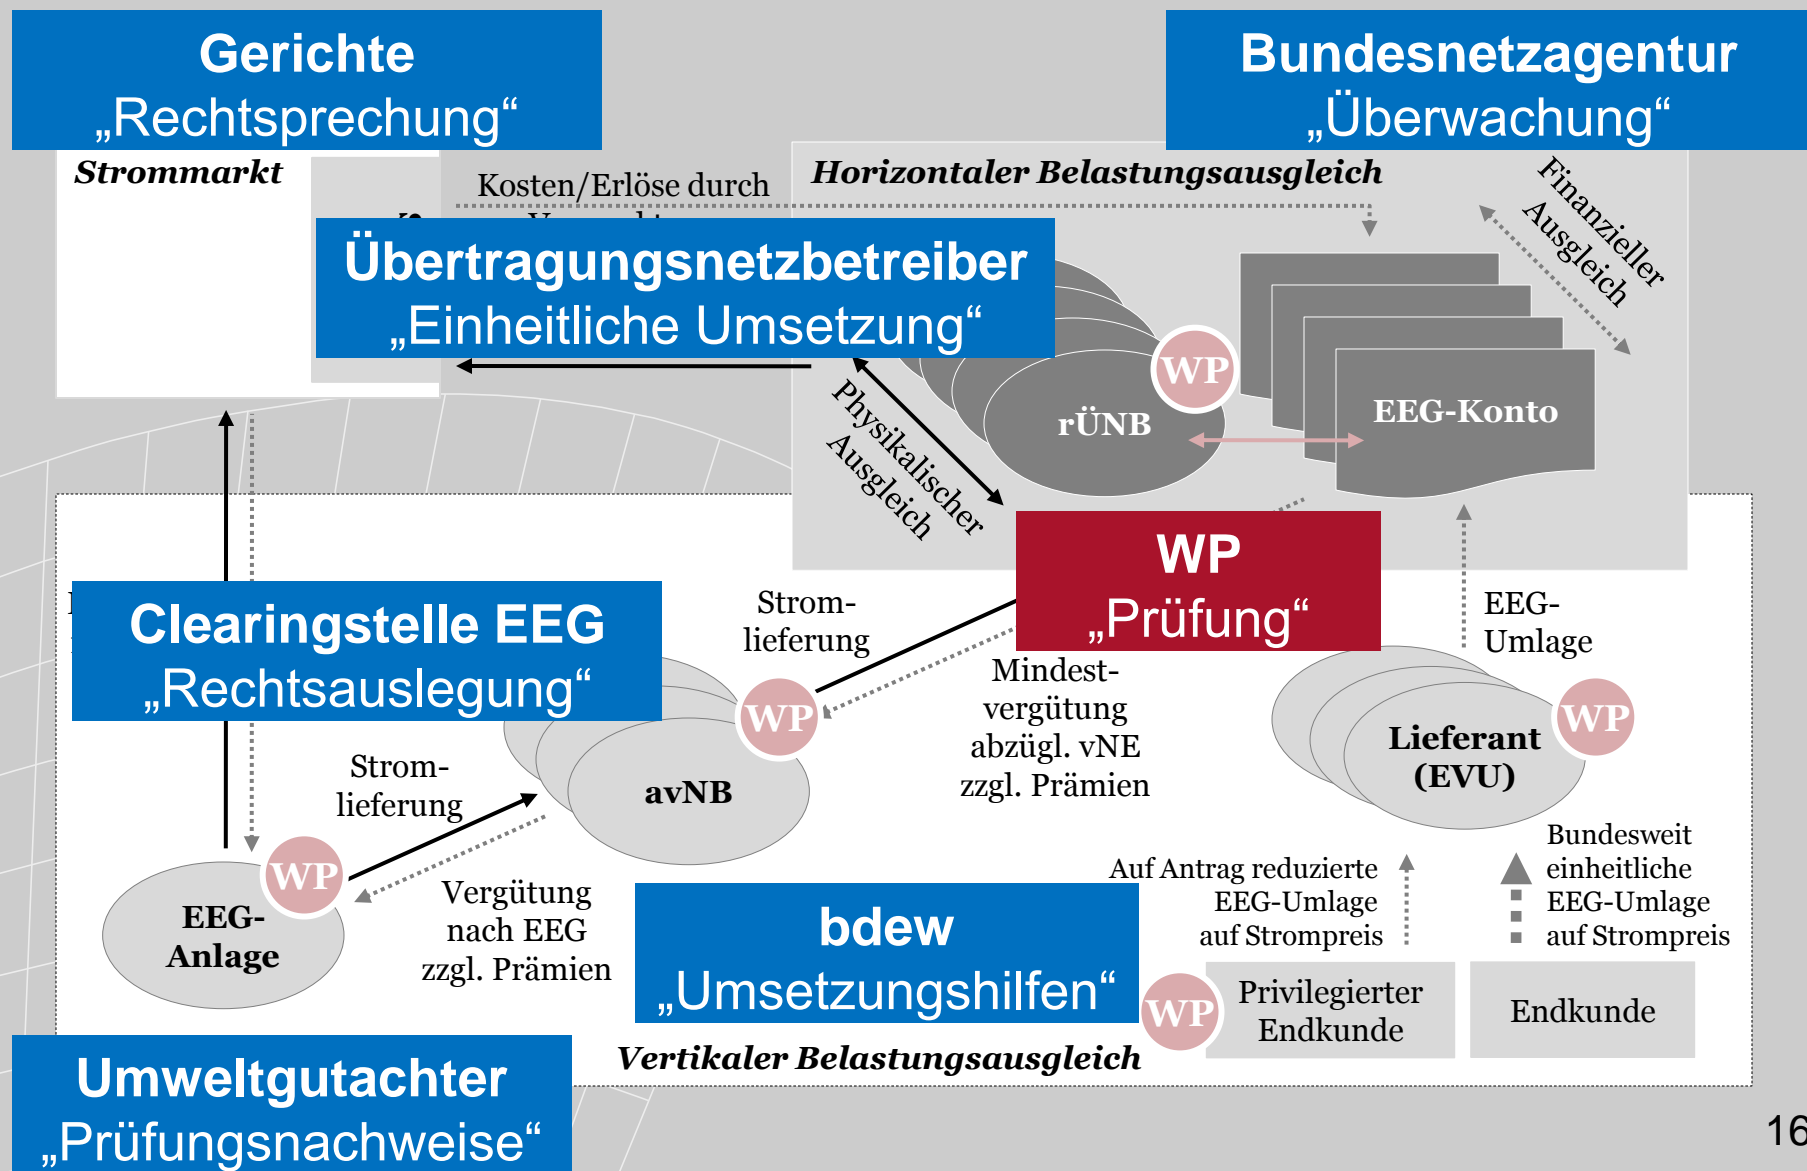 Gerichte
„Rechtsprechung“
Bundesnetzagentur
„Überwachung“
Strommarkt
Kosten/Erlöse durch
Horizontaler Belastungsausgleich
Finanzieller
Ausgleich
Übertragungsnetzbetreiber
„Einheitliche Umsetzung“
WP
rÜNB
EEG-Konto
Physikalischer
Ausgleich
WP
„Prüfung“
Clearingstelle EEG
„Rechtsauslegung“
Strom-
lieferung
EEG-
Umlage
Mindest-
vergütung
abzügl. vNE
zzgl. Prämien
WP
avNB
WP
Lieferant
(EVU)
Strom-
lieferung
WP
EEG-
Anlage
Vergütung
nach EEG
zzgl. Prämien
bdew
„Umsetzungshilfen“
Auf Antrag reduzierte
EEG-Umlage
auf Strompreis
Bundesweit
einheitliche
EEG-Umlage
auf Strompreis
WP
Privilegierter
Endkunde
Endkunde
Vertikaler Belastungsausgleich
Umweltgutachter
„Prüfungsnachweise“
16